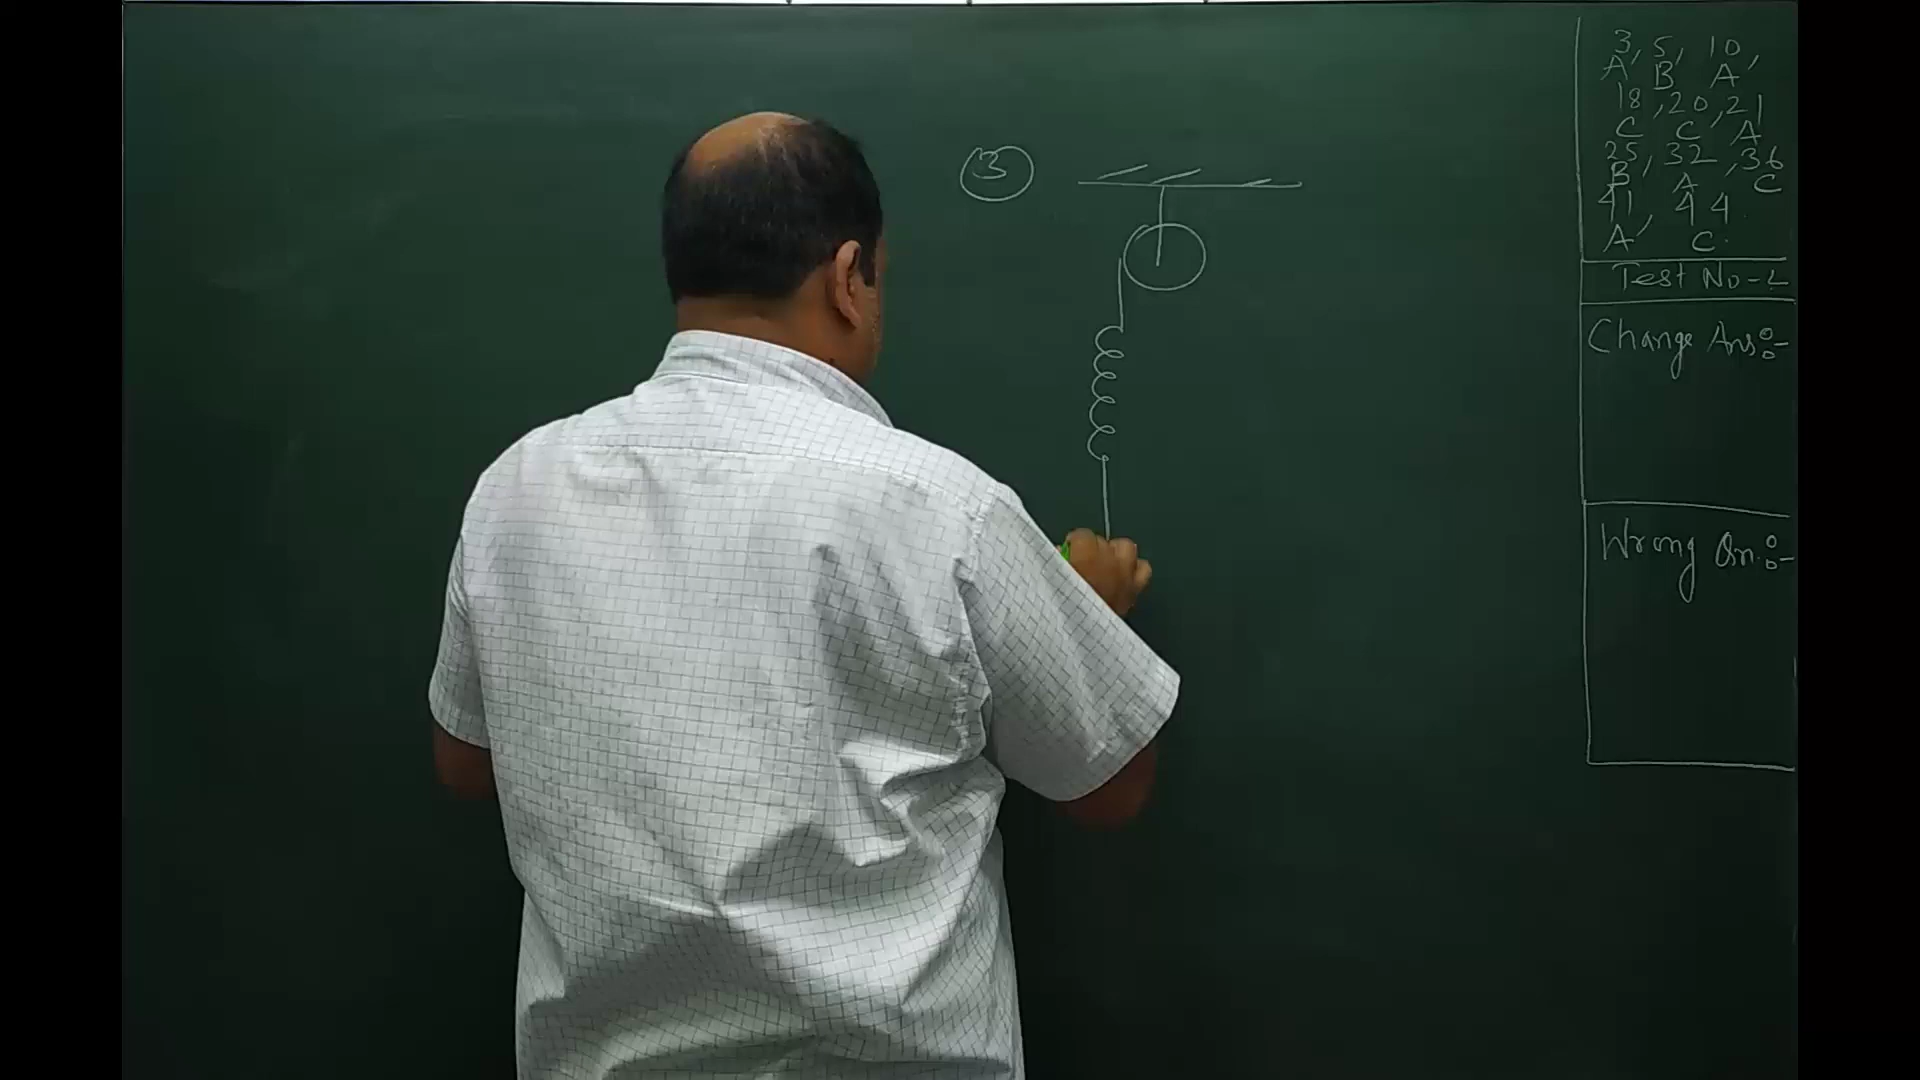 3
3, 5, 10,
A B A
18, 20, 21
C C A
25, 32, 36
B A C
41, 44
A C.
Test No-2
Change Ans:-
Wrong Qn.:-